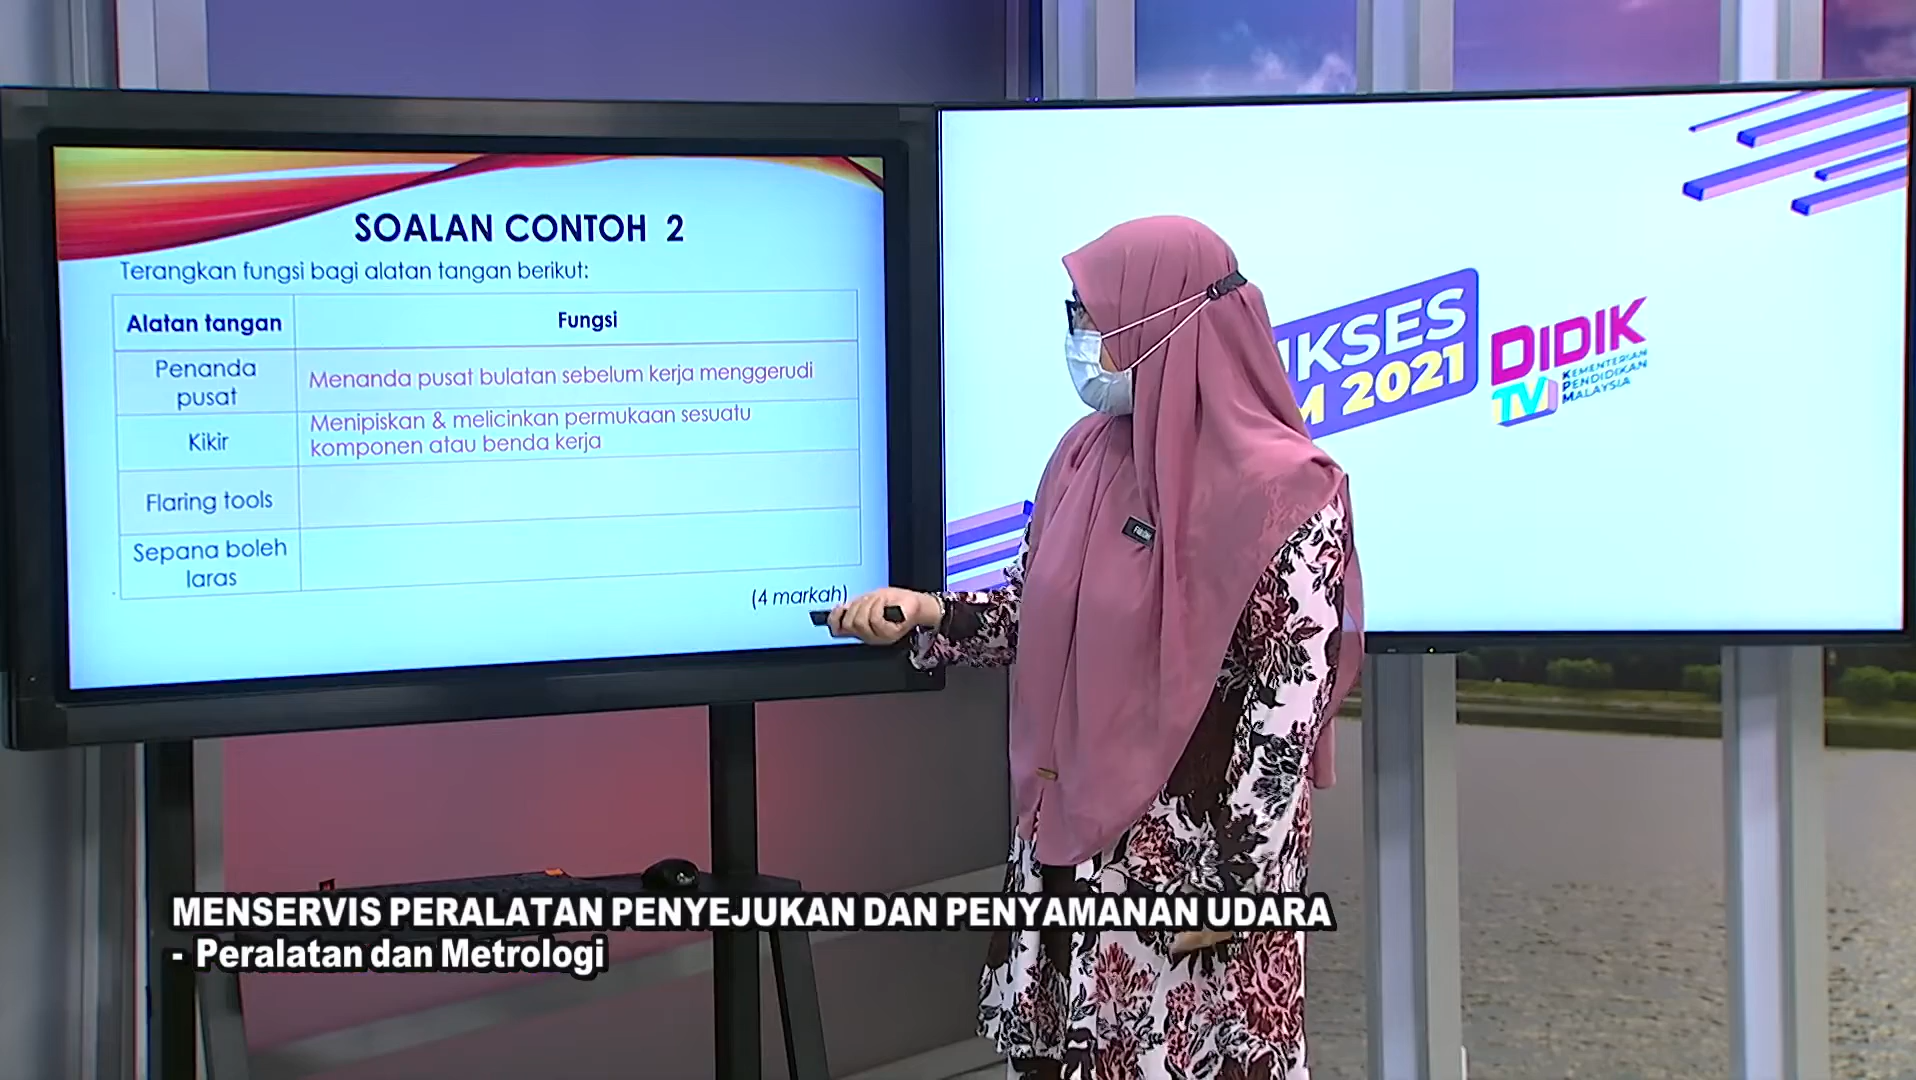 SOALAN CONTOH 2
Terangkan fungsi bagi alatan tangan berikut:
Alatan tangan
Fungsi
Penanda
pusat
Menanda pusat bulatan sebelum kerja menggerudi
Kikir
Menipiskan & melicinkan permukaan sesuatu
komponen atau benda kerja
Flaring tools
Sepana boleh
laras
(4 markah)
KSES
M 2021
DIDIK
TV
KEMENTERIAN
PENDIDIKAN
MALAYSIA
MENSERVIS PERALATAN PENYEJUKAN DAN PENYAMANAN UDARA
- Peralatan dan Metrologi